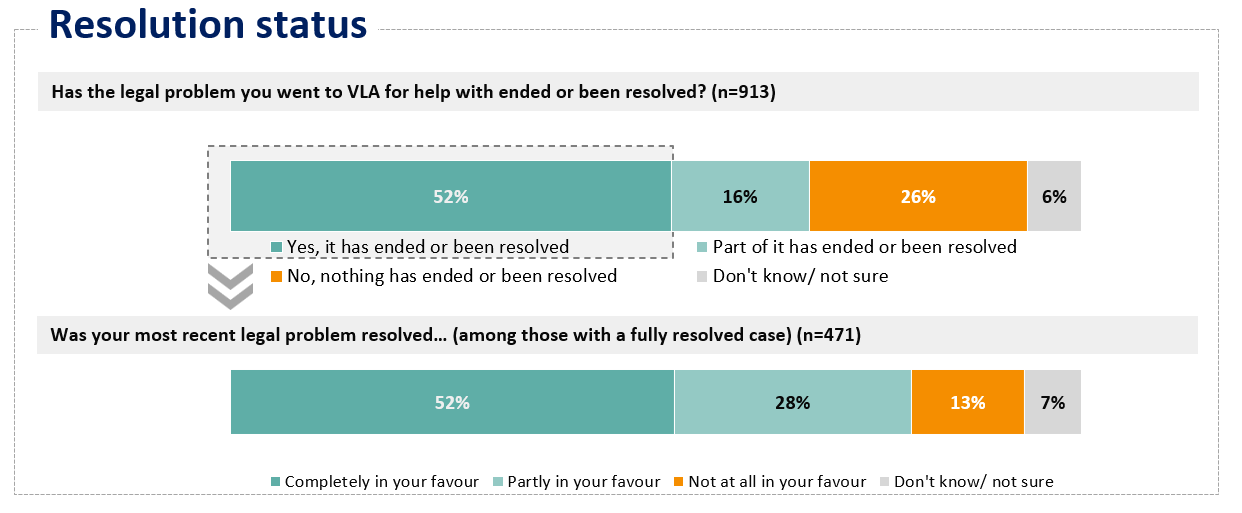 Resolution status
Has the legal problem you went to VLA for help with ended or been resolved? (n=913)
52% 16% 26% 6%
Yes, it has ended or been resolved Part of it has ended or been resolved
No, nothing has ended or been resolved Don't know/ not sure
Was your most recent legal problem resolved… (among those with a fully resolved case) (n=471)
52% 28% 13% 7%
Completely in your favour Partly in your favour Not at all in your favour Don't know/ not sure